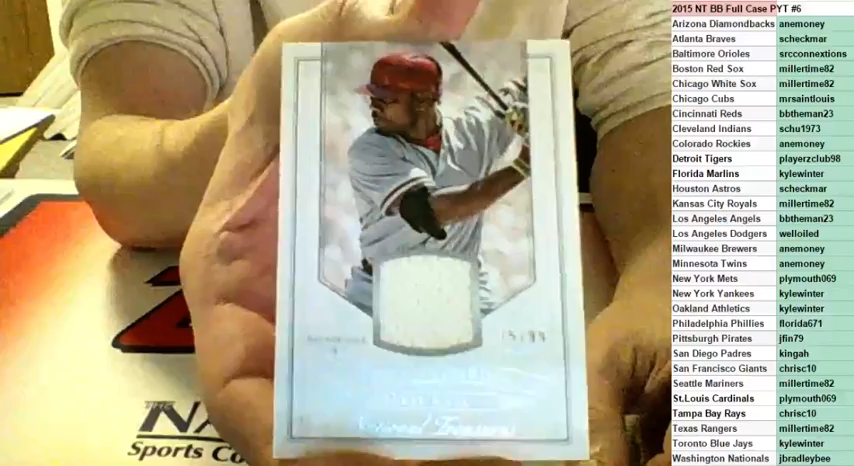 2015 NT BB Full Case PYT #6
Arizona Diamondbacks anemoney
Atlanta Braves scheckmar
Baltimore Orioles srcconnextions
Boston Red Sox millertime82
Chicago White Sox millertime82
Chicago Cubs mrsaintlouis
Cincinnati Reds bbtheman23
Cleveland Indians schu1973
Colorado Rockies anemoney
Detroit Tigers playerzclub98
Florida Marlins kylewinter
Houston Astros scheckmar
Kansas City Royals millertime82
Los Angeles Angels bbtheman23
Los Angeles Dodgers welloiled
Milwaukee Brewers anemoney
Minnesota Twins anemoney
New York Mets plymouth069
New York Yankees kylewinter
Oakland Athletics kylewinter
Philadelphia Phillies florida671
Pittsburgh Pirates jfin79
San Diego Padres kingah
San Francisco Giants chrisc10
Seattle Mariners millertime82
St.Louis Cardinals plymouth069
Tampa Bay Rays chrisc10
Texas Rangers millertime82
Toronto Blue Jays kylewinter
Washington Nationals jbradleybee
National Treasures
Sports Co